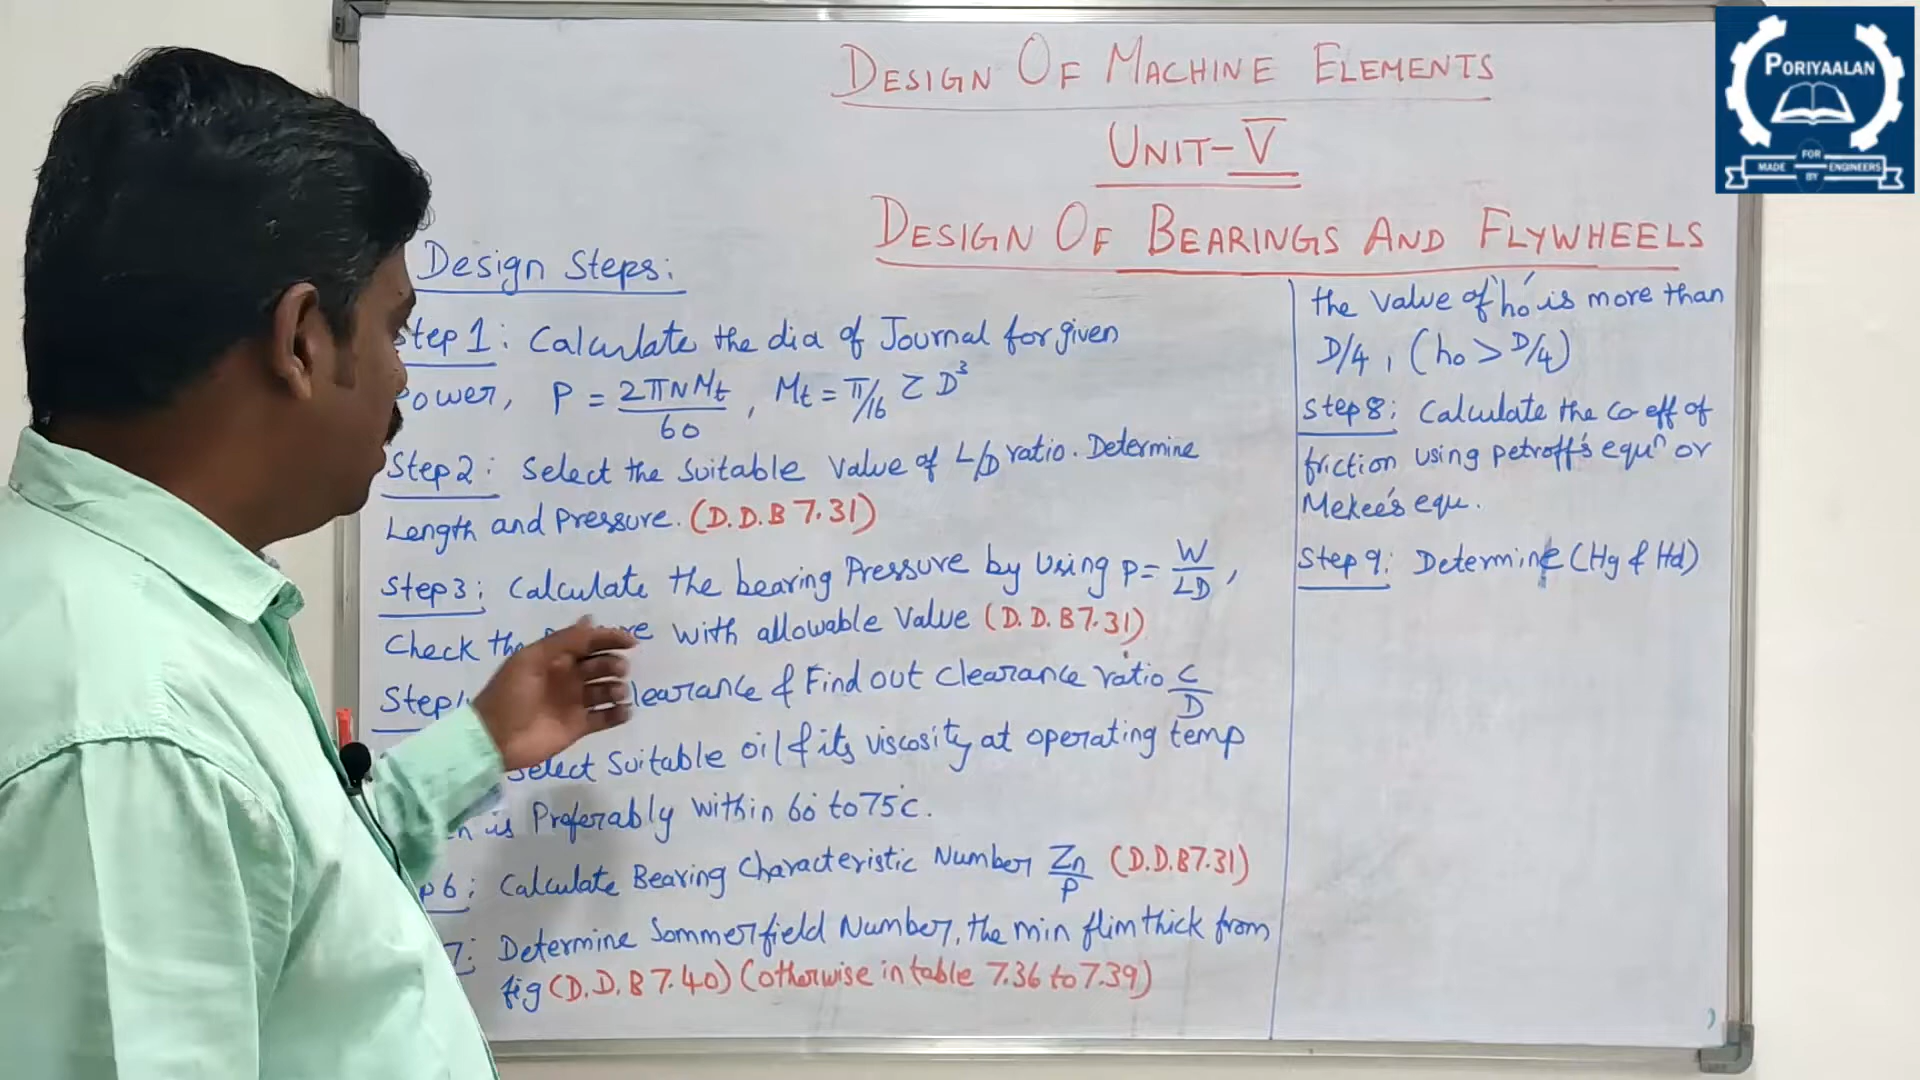 DESIGN OF MACHINE ELEMENTS
UNIT-V
DESIGN OF BEARINGS AND FLYWHEELS
Design Steps:
Step 1: Calculate the dia of Journal for given
Power, P = 2πNMt/60, Mt = π/16 τ D³
Step 2: Select the Suitable Value of L/D ratio. Determine
Length and Pressure. (D.D.B 7.31)
Step 3: Calculate the bearing Pressure by Using P = W/LD,
Check the with allowable Value (D.D.B 7.31)
Step & Find out Clearance ratio C/D
Select Suitable oil & its viscosity at operating temp
is Preferably within 60° to 75°c.
6: Calculate Bearing Characteristic Number Zn/P (D.D.B 7.31)
7: Determine Sommerfield Number, the min flim thick from
fig (D.D.B 7.40) (otherwise in table 7.36 to 7.39)
the value of 'ho' is more than
D/4, (ho > D/4)
Step 8: Calculate the co-eff of
friction using petroff's equⁿ or
Mekee's equ.
Step 9: Determine (Hg & Hd)
PORIYAALAN
MADE FOR BY ENGINEERS